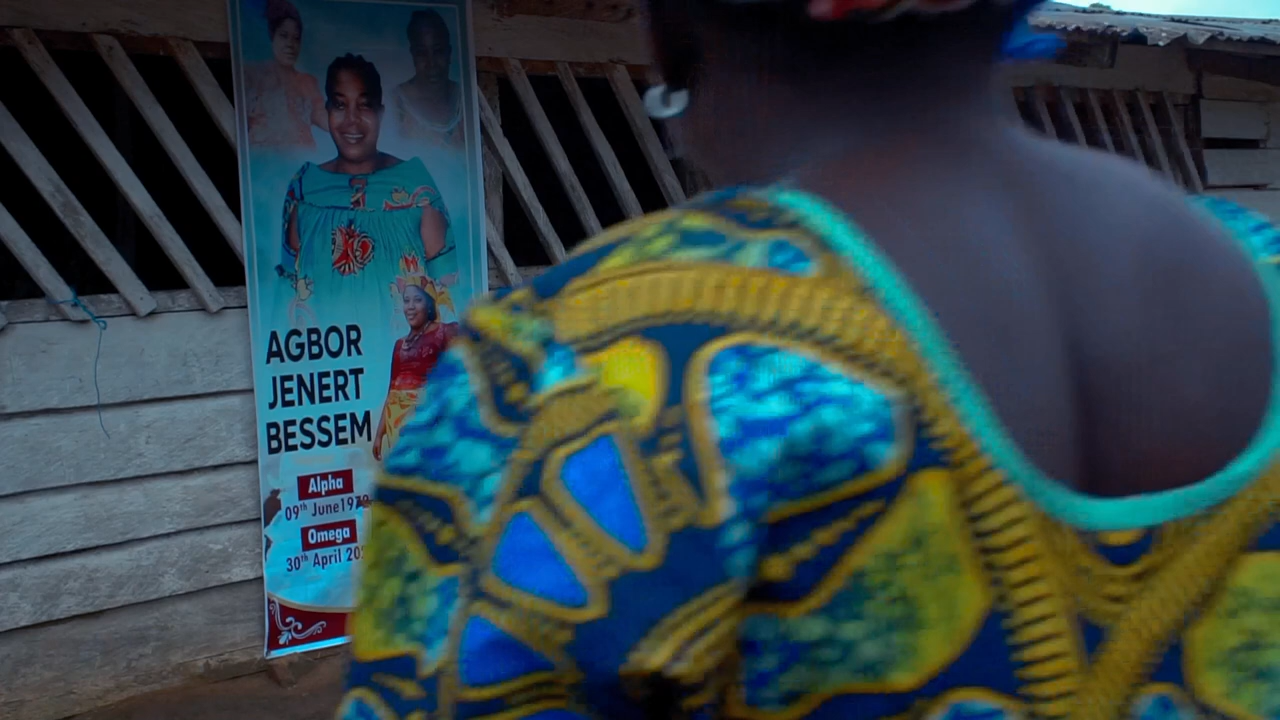 AGBOR
JENERT
BESSEM
Alpha
09th June
Omega
30th April